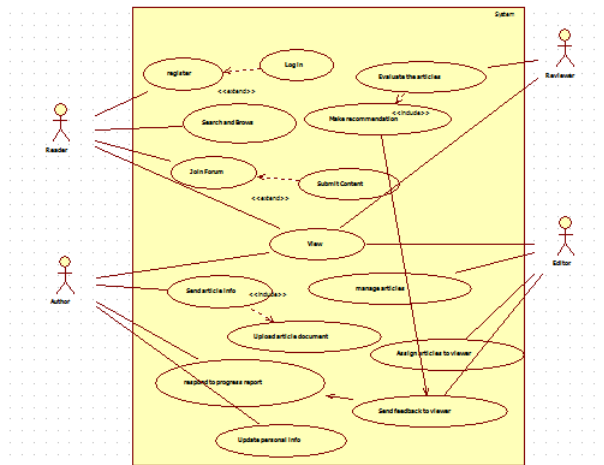 System
register
Log In
<<extend>>
Evaluate the articles
<<include>>
Make recommendation
Reviewer
Reader
Search and Brows
Join Forum
Submit Content
<<extend>>
View
Editor
Author
Send article info
<<include>>
manage articles
Upload article document
Assign articles to viewer
respond to progress report
Send feedback to viewer
Update personal info